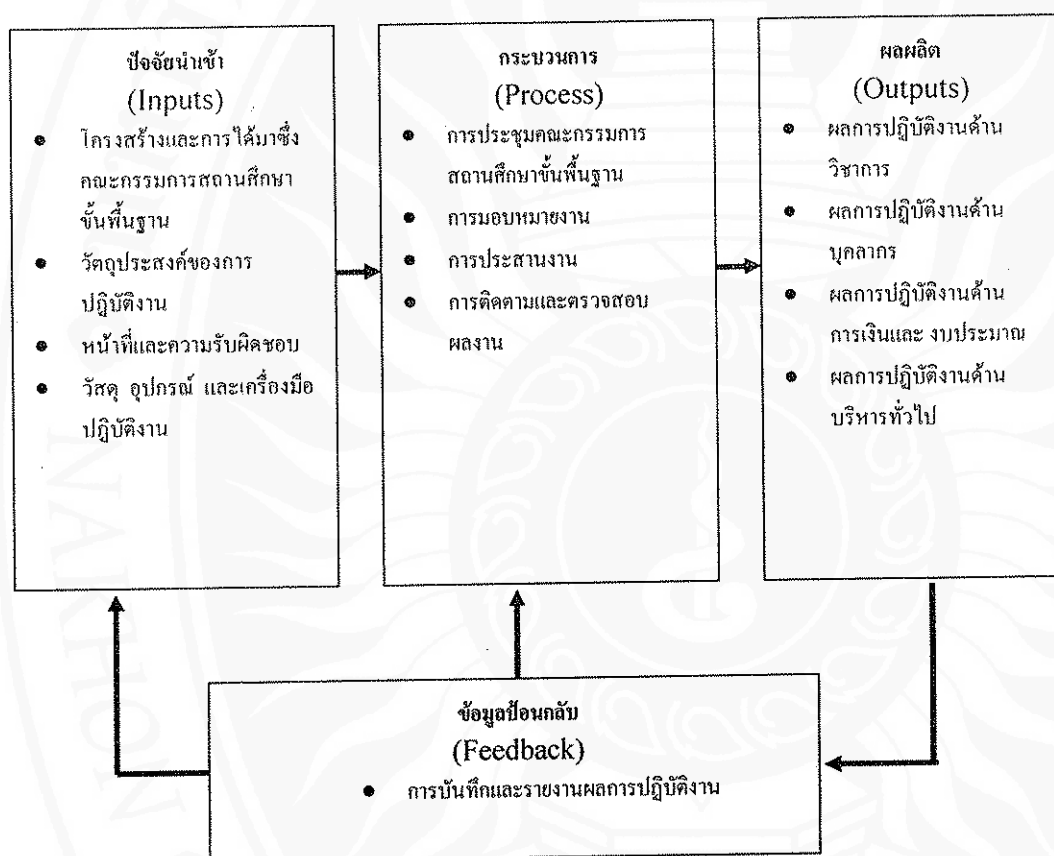 ปัจจัยนำเข้า
(Inputs)
● โครงสร้างและการได้มาซึ่ง
คณะกรรมการสถานศึกษา
ขั้นพื้นฐาน
● วัตถุประสงค์ของการ
ปฏิบัติงาน
● หน้าที่และความรับผิดชอบ
● วัสดุ อุปกรณ์ และเครื่องมือ
ปฏิบัติงาน
กระบวนการ
(Process)
● การประชุมคณะกรรมการ
สถานศึกษาขั้นพื้นฐาน
● การมอบหมายงาน
● การประสานงาน
● การติดตามและตรวจสอบ
ผลงาน
ผลผลิต
(Outputs)
● ผลการปฏิบัติงานด้าน
วิชาการ
● ผลการปฏิบัติงานด้าน
บุคลากร
● ผลการปฏิบัติงานด้าน
การเงินและ งบประมาณ
● ผลการปฏิบัติงานด้าน
บริหารทั่วไป
ข้อมูลป้อนกลับ
(Feedback)
● การบันทึกและรายงานผลการปฏิบัติงาน